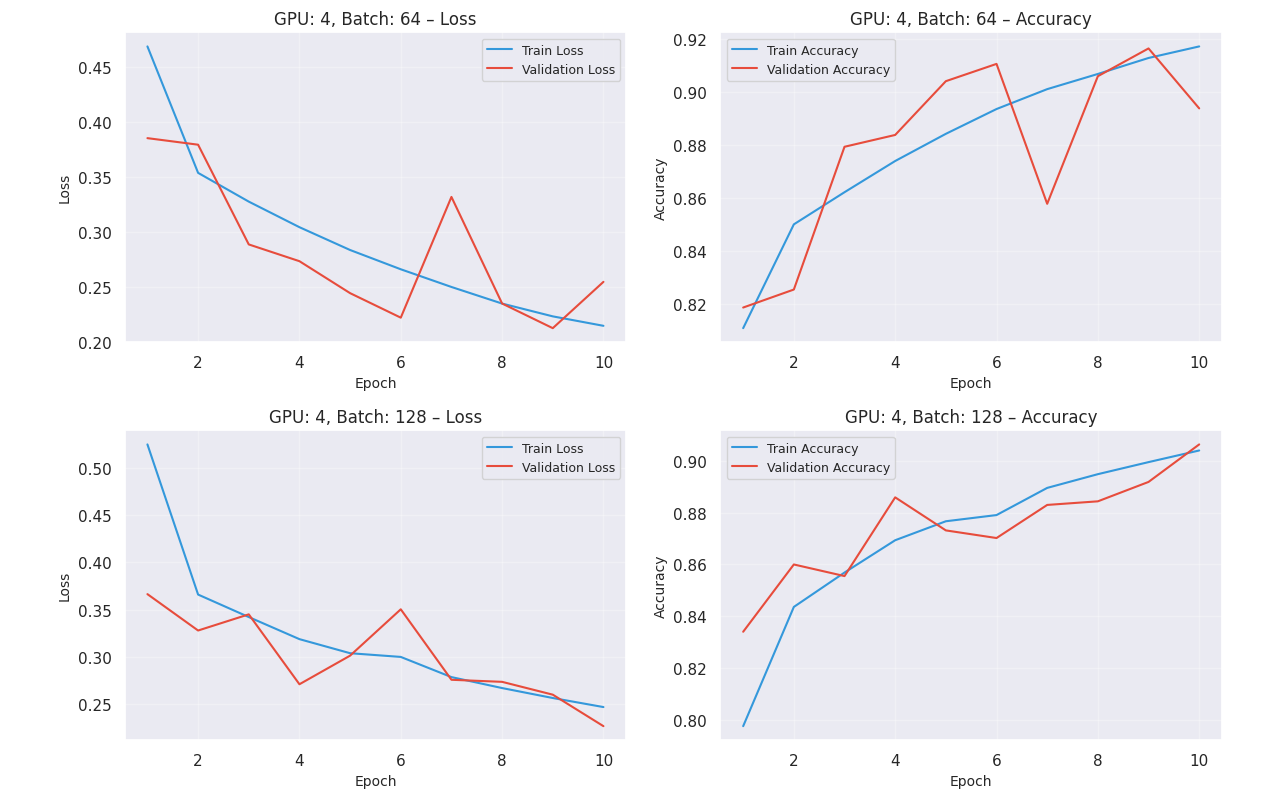 GPU: 4, Batch: 64 – Loss
Train Loss
Validation Loss
0.45
0.40
0.35
0.30
0.25
0.20
Loss
2
4
6
8
10
Epoch
GPU: 4, Batch: 64 – Accuracy
Train Accuracy
Validation Accuracy
0.92
0.90
0.88
0.86
0.84
0.82
Accuracy
2
4
6
8
10
Epoch
GPU: 4, Batch: 128 – Loss
Train Loss
Validation Loss
0.50
0.45
0.40
0.35
0.30
0.25
Loss
2
4
6
8
10
Epoch
GPU: 4, Batch: 128 – Accuracy
Train Accuracy
Validation Accuracy
0.90
0.88
0.86
0.84
0.82
0.80
Accuracy
2
4
6
8
10
Epoch